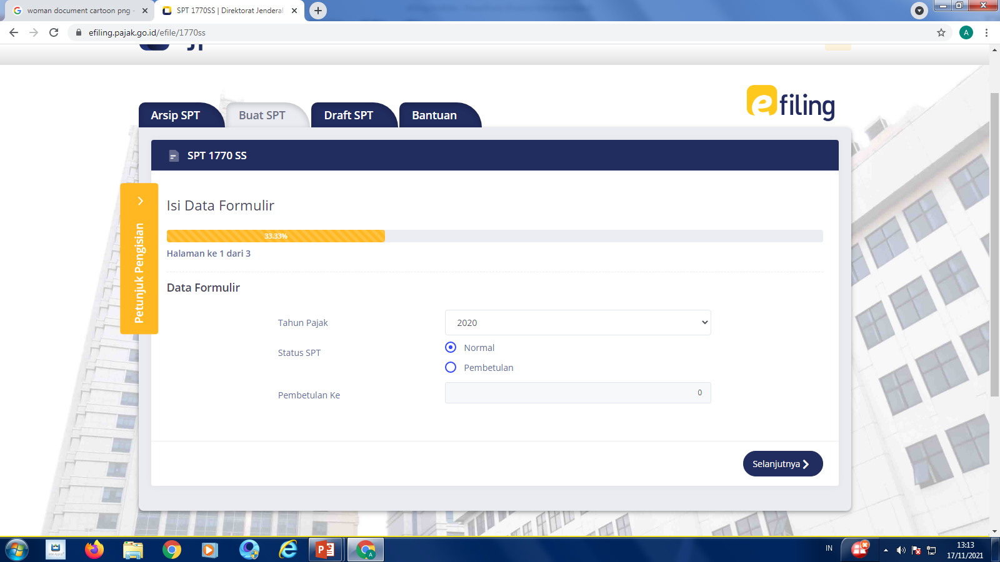 woman document cartoon png -
SPT 1770SS | Direktorat Jenderal
efiling.pajak.go.id/efile/1770ss
A
efiling
Arsip SPT
Buat SPT
Draft SPT
Bantuan
SPT 1770 SS
Petunjuk Pengisian
Isi Data Formulir
33.33%
Halaman ke 1 dari 3
Data Formulir
Tahun Pajak
2020
Status SPT
Normal
Pembetulan
Pembetulan Ke
0
Selanjutnya
IN
13:13
17/11/2021